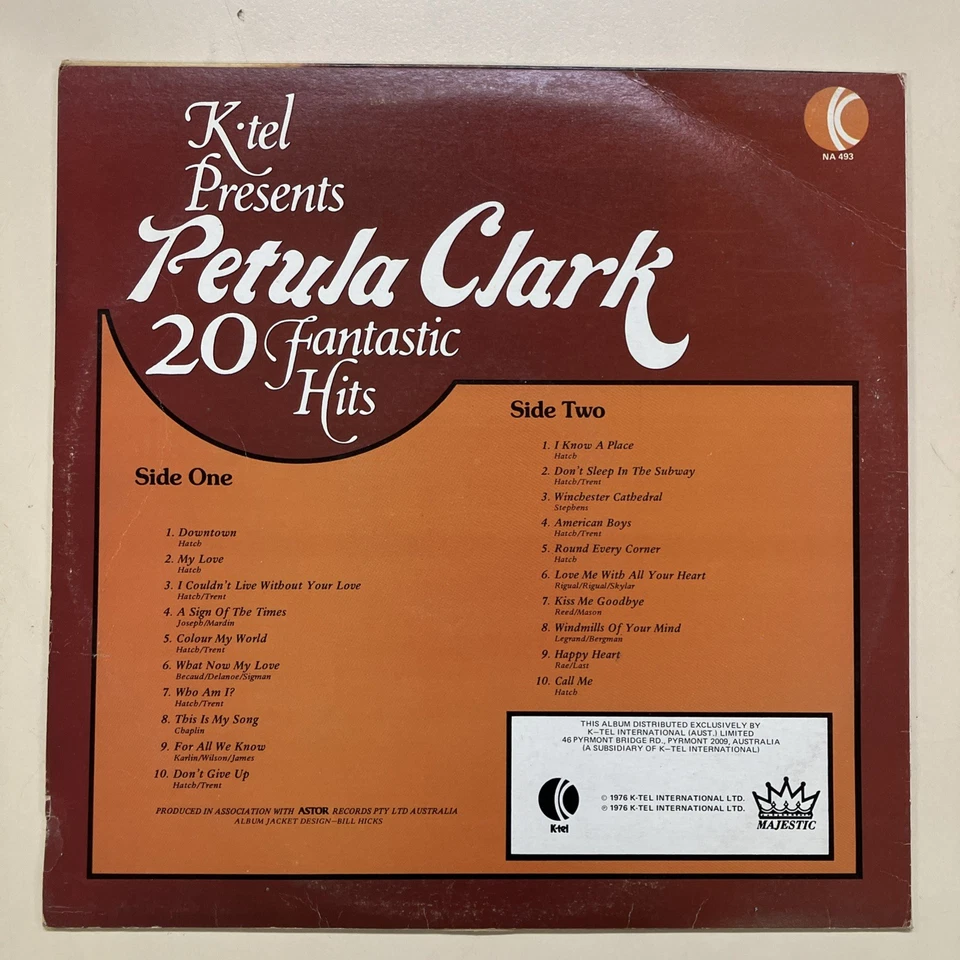 K·tel
Presents
Petula Clark
20 Fantastic
Hits
NA 493
Side One
1. Downtown
Hatch
2. My Love
Hatch
3. I Couldn't Live Without Your Love
Hatch/Trent
4. A Sign Of The Times
Joseph/Mardin
5. Colour My World
Hatch/Trent
6. What Now My Love
Becaud/Delanoe/Sigman
7. Who Am I?
Hatch/Trent
8. This Is My Song
Chaplin
9. For All We Know
Karlin/Wilson/James
10. Don't Give Up
Hatch/Trent
PRODUCED IN ASSOCIATION WITH ASTOR RECORDS PTY LTD AUSTRALIA
ALBUM JACKET DESIGN–BILL HICKS
Side Two
1. I Know A Place
Hatch
2. Don't Sleep In The Subway
Hatch/Trent
3. Winchester Cathedral
Stephens
4. American Boys
Hatch/Trent
5. Round Every Corner
Hatch
6. Love Me With All Your Heart
Rigual/Rigual/Skylar
7. Kiss Me Goodbye
Reed/Mason
8. Windmills Of Your Mind
Legrand/Bergman
9. Happy Heart
Rae/Last
10. Call Me
Hatch
THIS ALBUM DISTRIBUTED EXCLUSIVELY BY
K–TEL INTERNATIONAL (AUST.) LIMITED
46 PYRMONT BRIDGE RD., PYRMONT 2009, AUSTRALIA
(A SUBSIDIARY OF K–TEL INTERNATIONAL)
K-tel
© 1976 K-TEL INTERNATIONAL LTD.
℗ 1976 K-TEL INTERNATIONAL LTD.
MAJESTIC